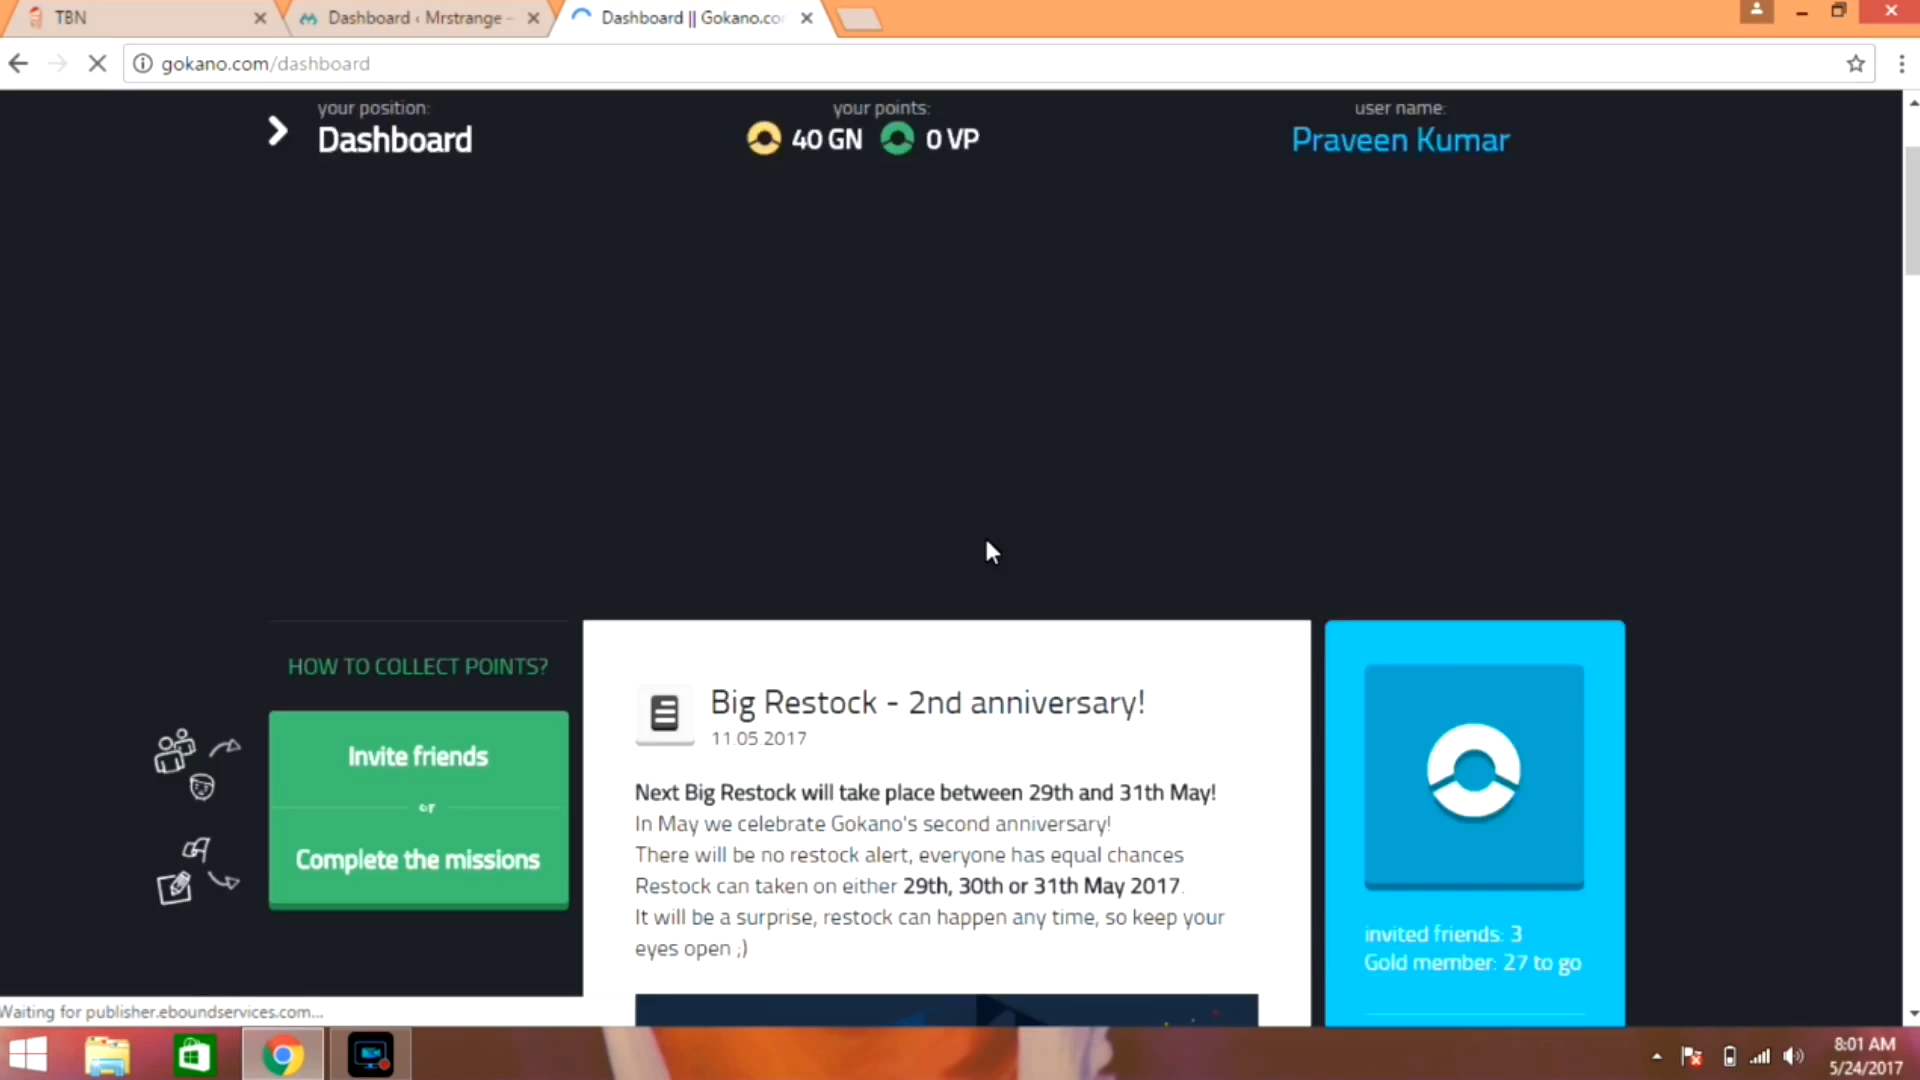 TBN
Dashboard ‹ Mrstrange –
Dashboard || Gokano.co
gokano.com/dashboard
your position:
Dashboard
your points:
40 GN 0 VP
user name:
Praveen Kumar
HOW TO COLLECT POINTS?
Invite friends
or
Complete the missions
Big Restock - 2nd anniversary!
11 05 2017
Next Big Restock will take place between 29th and 31th May!
In May we celebrate Gokano's second anniversary!
There will be no restock alert, everyone has equal chances
Restock can taken on either 29th, 30th or 31th May 2017.
It will be a surprise, restock can happen any time, so keep your
eyes open ;)
invited friends: 3
Gold member: 27 to go
Waiting for publisher.eboundservices.com...
8:01 AM
5/24/2017